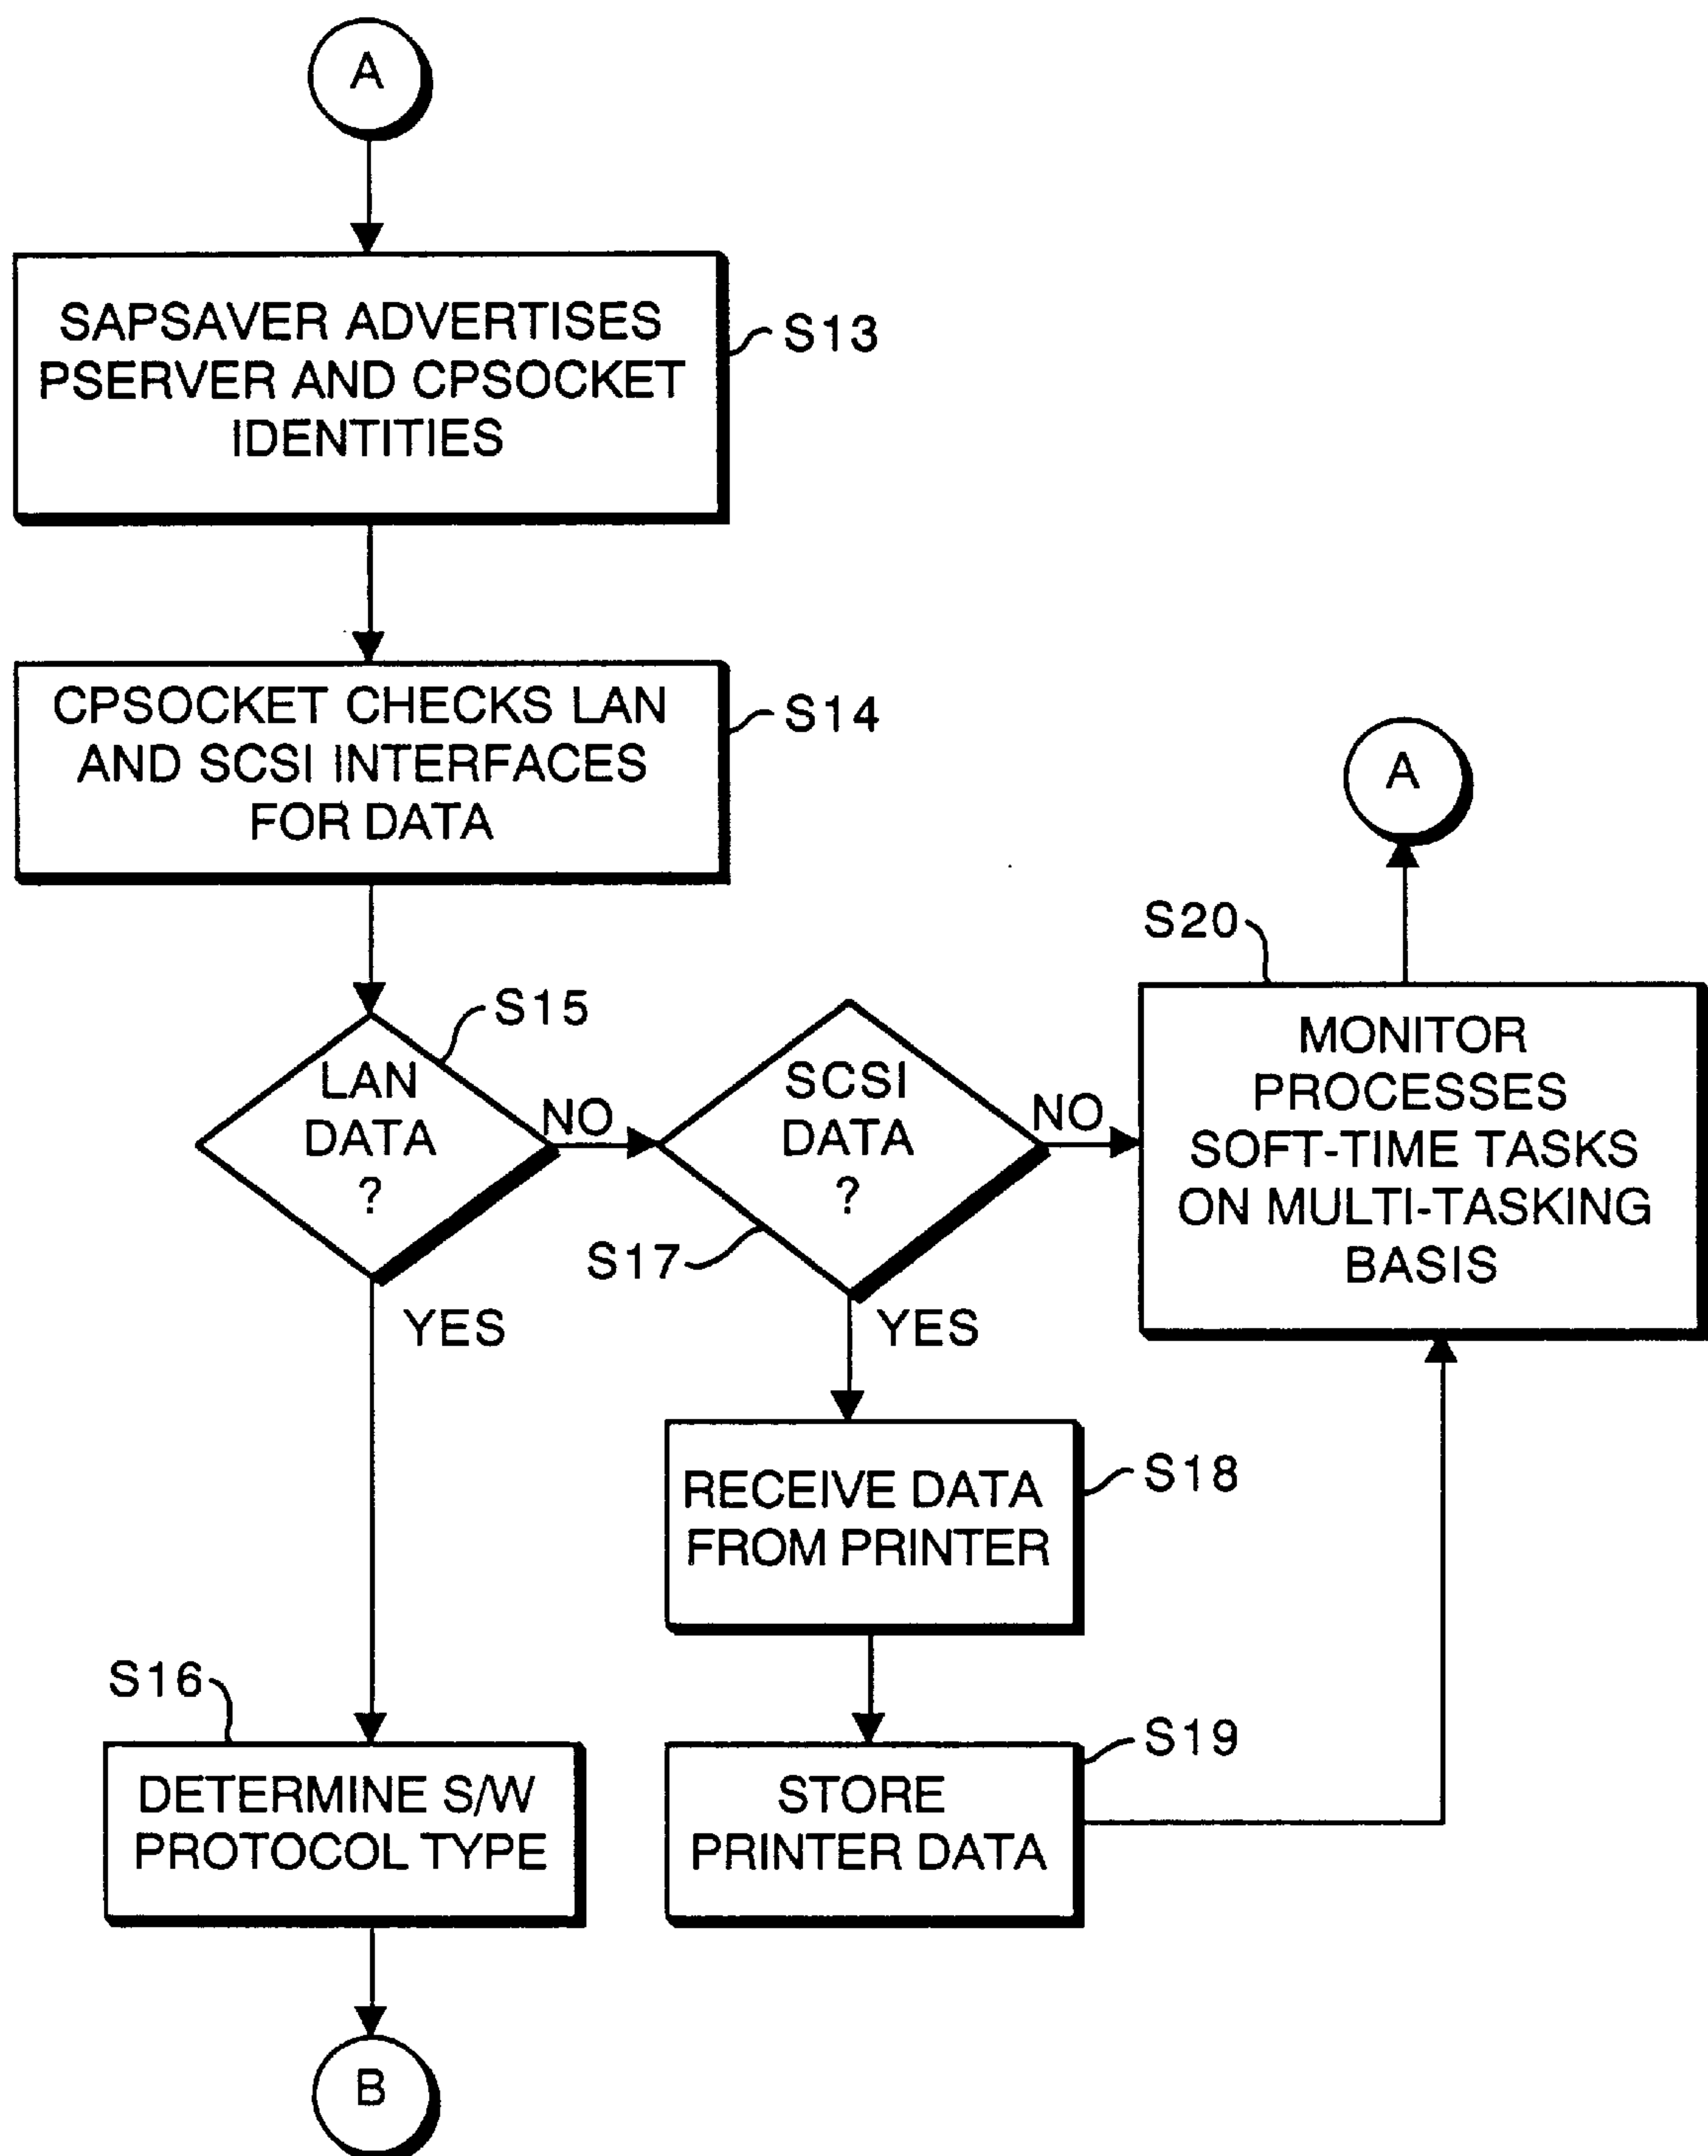 A
SAPSAVER ADVERTISES
PSERVER AND CPSOCKET
IDENTITIES
S13
CPSOCKET CHECKS LAN
AND SCSI INTERFACES
FOR DATA
S14
A
S20
MONITOR
PROCESSES
SOFT-TIME TASKS
ON MULTI-TASKING
BASIS
S15
LAN
DATA
?
NO
YES
SCSI
DATA
?
NO
S17
YES
RECEIVE DATA
FROM PRINTER
S18
S16
DETERMINE S/W
PROTOCOL TYPE
STORE
PRINTER DATA
S19
B